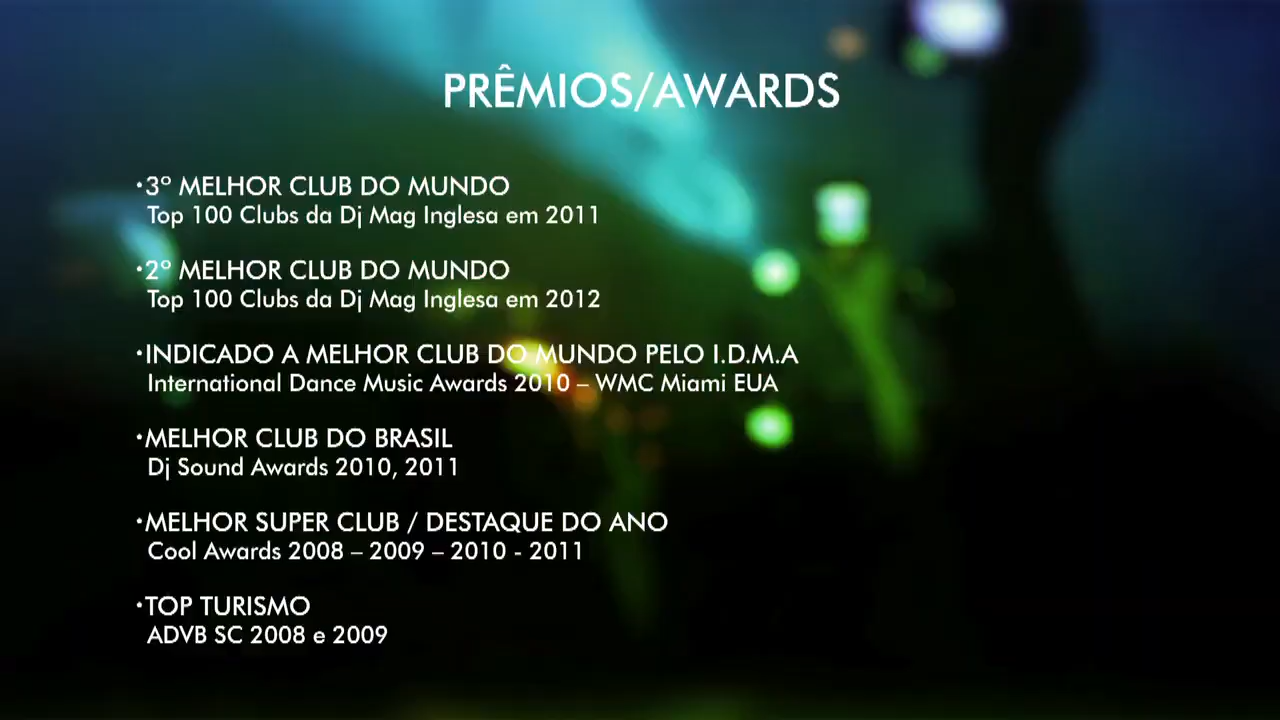 PRÊMIOS/AWARDS
•3º MELHOR CLUB DO MUNDO
Top 100 Clubs da Dj Mag Inglesa em 2011
•2º MELHOR CLUB DO MUNDO
Top 100 Clubs da Dj Mag Inglesa em 2012
•INDICADO A MELHOR CLUB DO MUNDO PELO I.D.M.A
International Dance Music Awards 2010 – WMC Miami EUA
•MELHOR CLUB DO BRASIL
Dj Sound Awards 2010, 2011
•MELHOR SUPER CLUB / DESTAQUE DO ANO
Cool Awards 2008 – 2009 – 2010 - 2011
•TOP TURISMO
ADVB SC 2008 e 2009